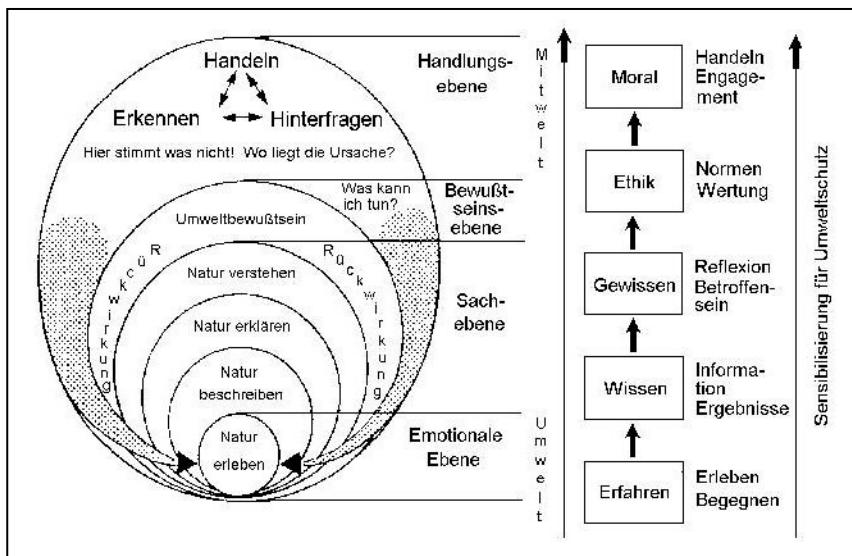 Handeln
Erkennen
Hinterfragen
Hier stimmt was nicht! Wo liegt die Ursache?
Was kann
ich tun?
Umweltbewußtsein
Rückwirkung
Rückwirkung
Natur verstehen
Natur erklären
Natur
beschreiben
Natur
erleben
Handlungs-
ebene
Bewußt-
seins-
ebene
Sach-
ebene
Emotionale
Ebene
Mitwelt
Umwelt
Moral
Handeln
Engage-
ment
Ethik
Normen
Wertung
Gewissen
Reflexion
Betroffen-
sein
Wissen
Informa-
tion
Ergebnisse
Erfahren
Erleben
Begegnen
Sensibilisierung für Umweltschutz